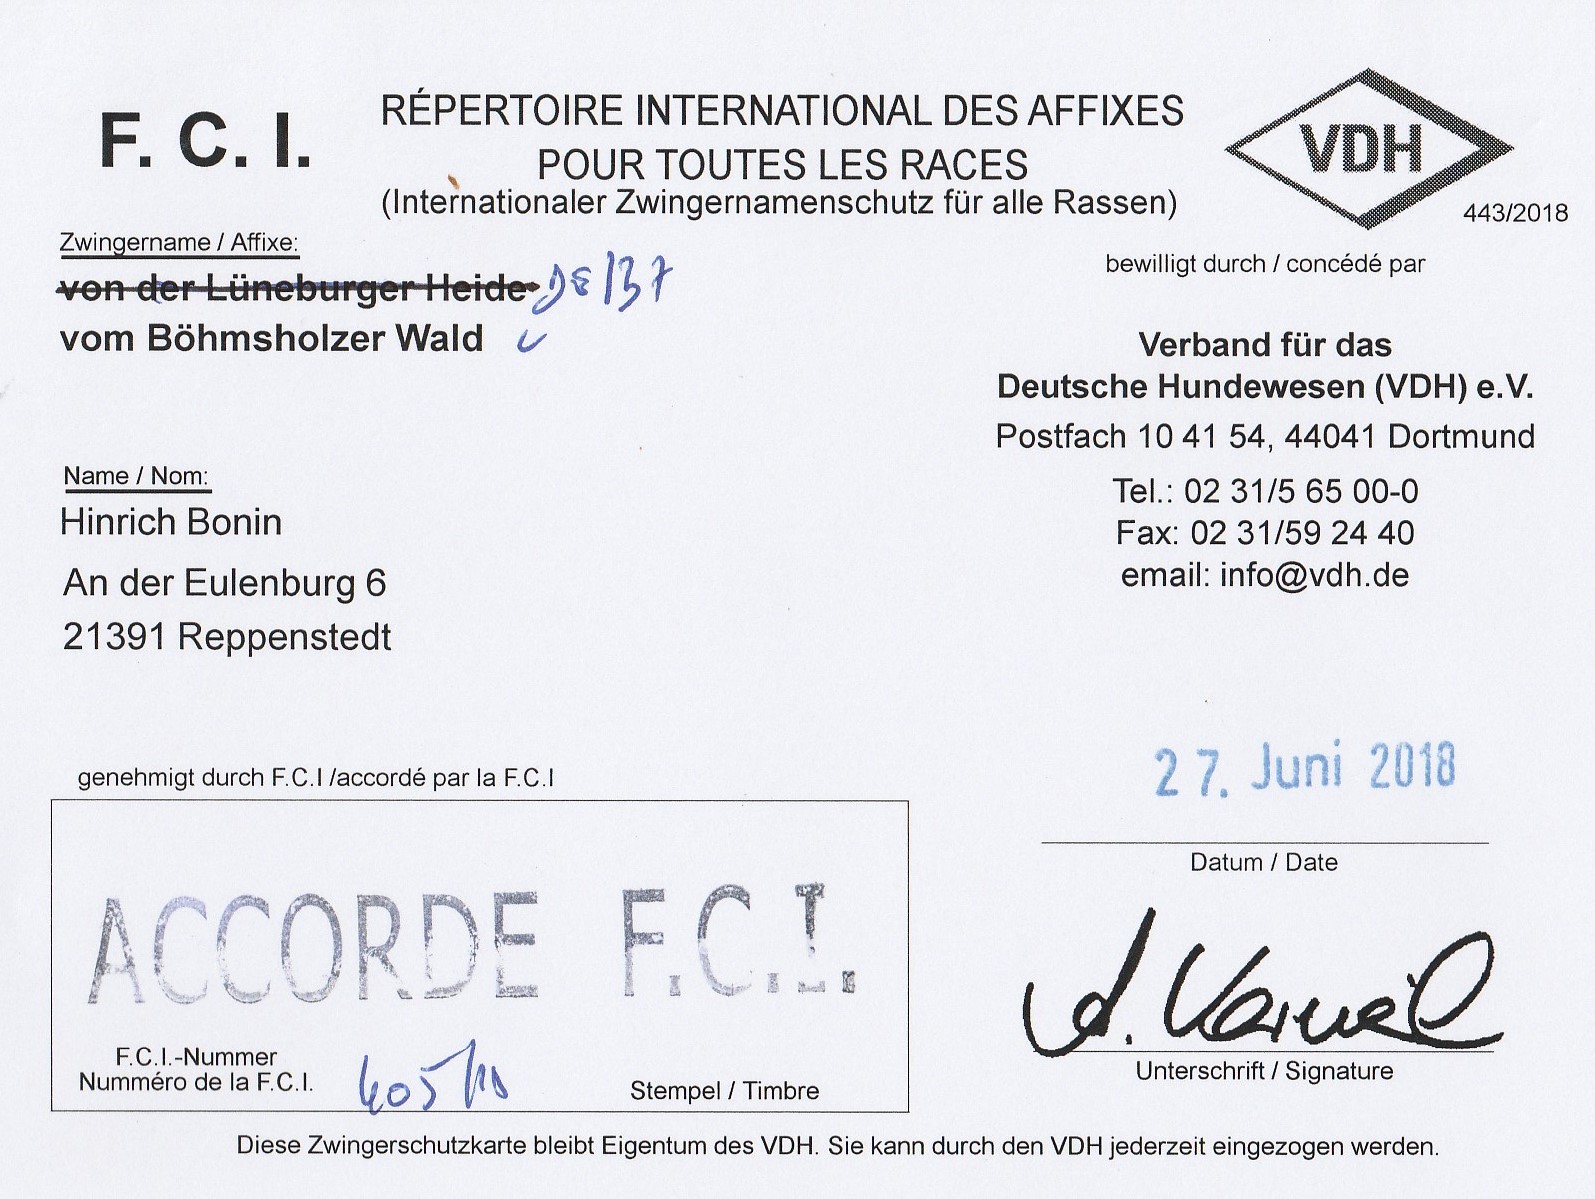 F. C. I.
RÉPERTOIRE INTERNATIONAL DES AFFIXES
POUR TOUTES LES RACES
(Internationaler Zwingernamenschutz für alle Rassen)
VDH
443/2018
Zwingername / Affixe:
von der Lüneburger Heide
vom Böhmsholzer Wald
bewilligt durch / concédé par
Verband für das
Deutsche Hundewesen (VDH) e.V.
Postfach 10 41 54, 44041 Dortmund
Tel.: 02 31/5 65 00-0
Fax: 02 31/59 24 40
email: info@vdh.de
Name / Nom:
Hinrich Bonin
An der Eulenburg 6
21391 Reppenstedt
27. Juni 2018
Datum / Date
genehmigt durch F.C.I /accordé par la F.C.I
ACCORDE F.C.I.
F.C.I.-Nummer
Numméro de la F.C.I.
405/18
Stempel / Timbre
Unterschrift / Signature
Diese Zwingerschutzkarte bleibt Eigentum des VDH. Sie kann durch den VDH jederzeit eingezogen werden.